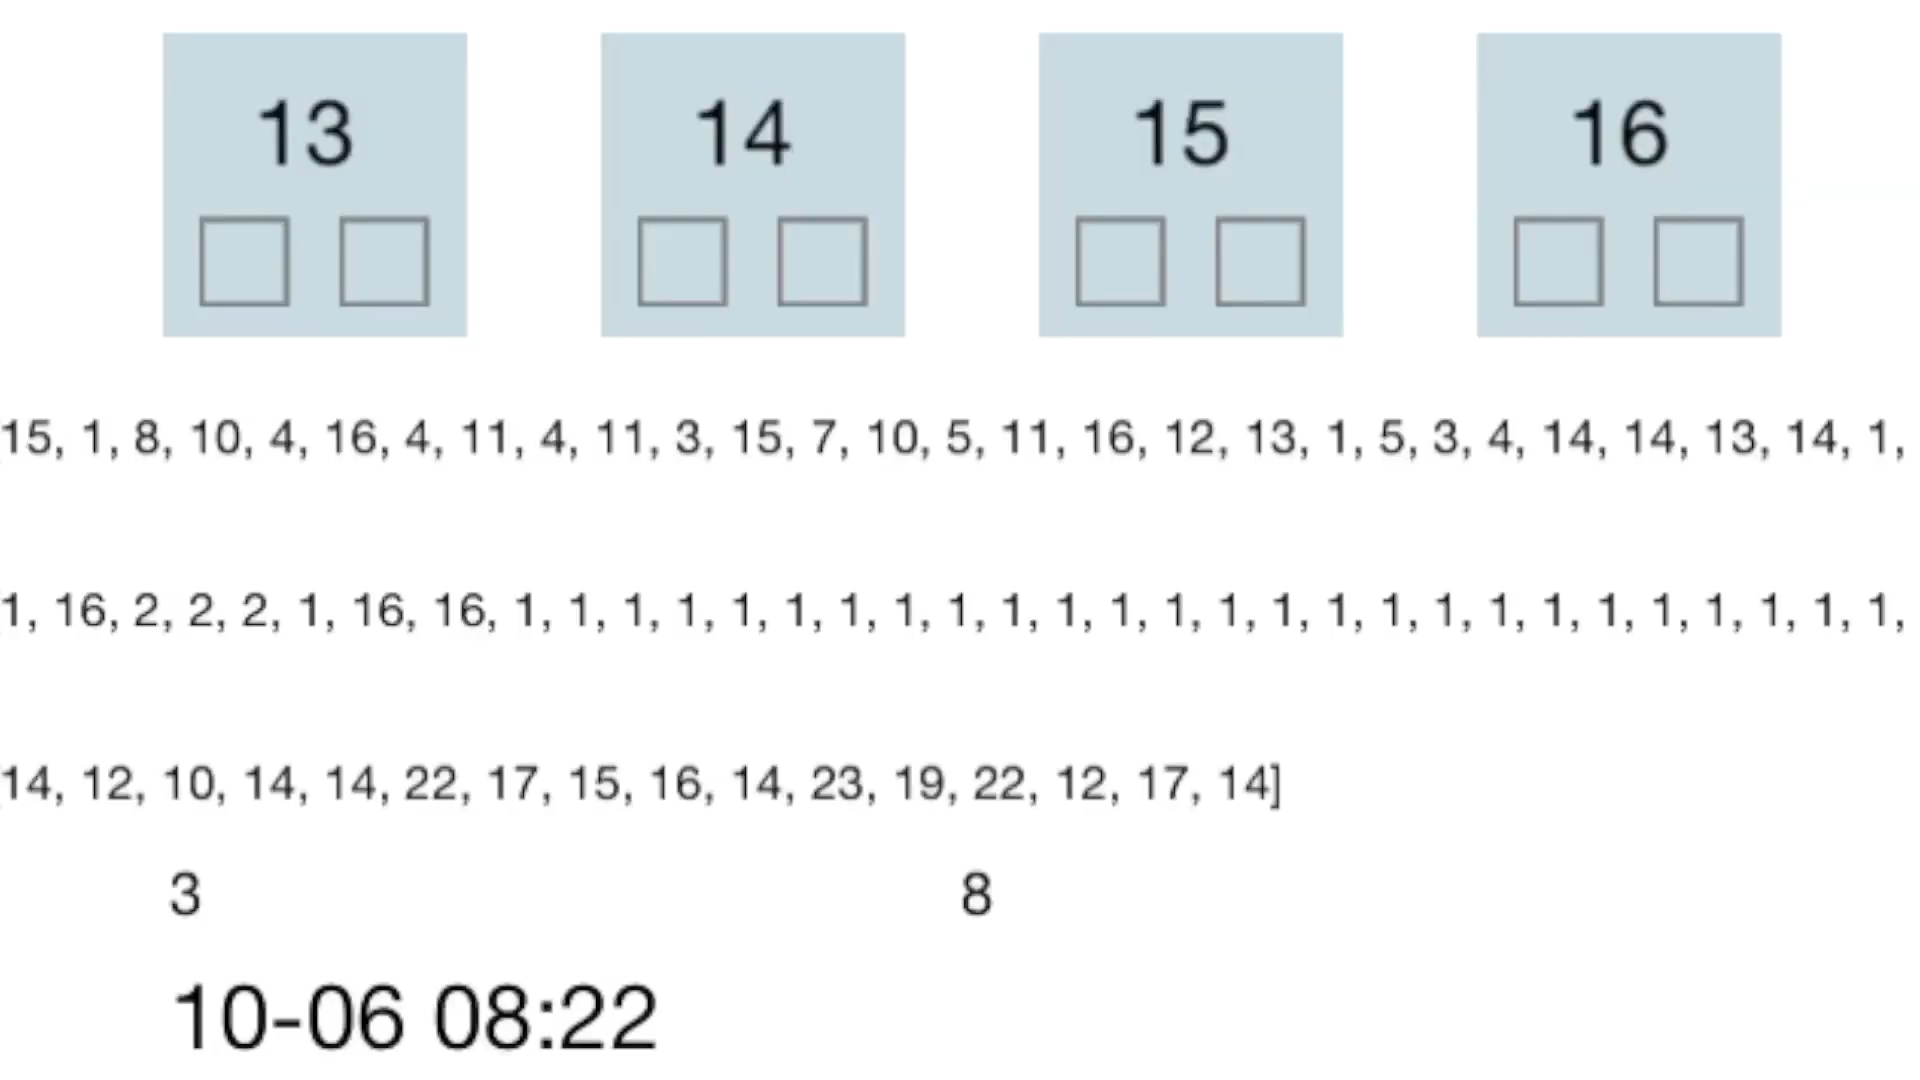 13 14 15 16
15, 1, 8, 10, 4, 16, 4, 11, 4, 11, 3, 15, 7, 10, 5, 11, 16, 12, 13, 1, 5, 3, 4, 14, 14, 13, 14, 1,
1, 16, 2, 2, 2, 1, 16, 16, 1, 1, 1, 1, 1, 1, 1, 1, 1, 1, 1, 1, 1, 1, 1, 1, 1, 1, 1, 1, 1, 1, 1, 1, 1, 1,
14, 12, 10, 14, 14, 22, 17, 15, 16, 14, 23, 19, 22, 12, 17, 14]
3 8
10-06 08:22